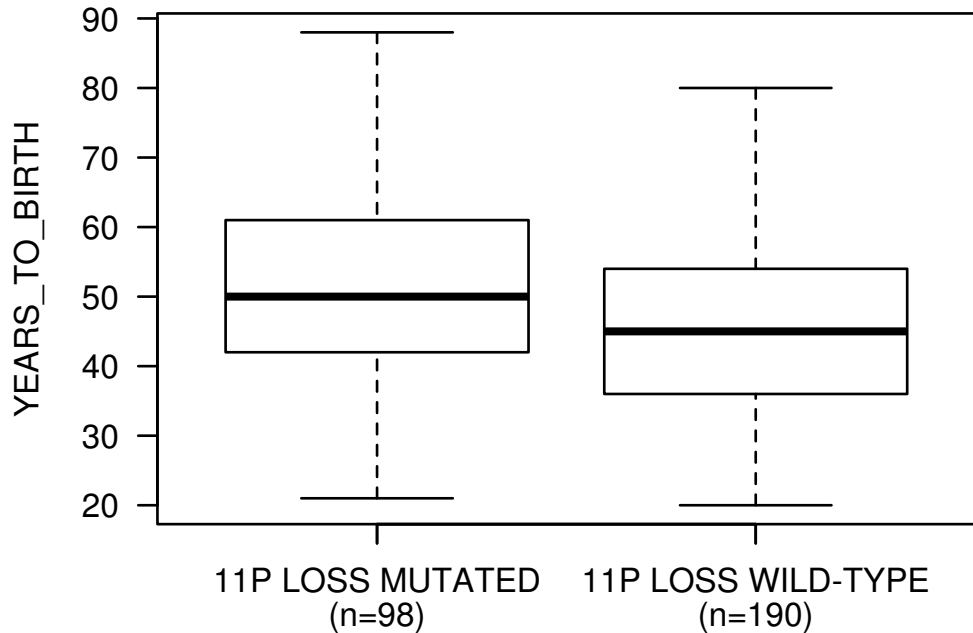 YEARS_TO_BIRTH
90
80
70
60
50
40
30
20
11P LOSS MUTATED
(n=98)
11P LOSS WILD-TYPE
(n=190)